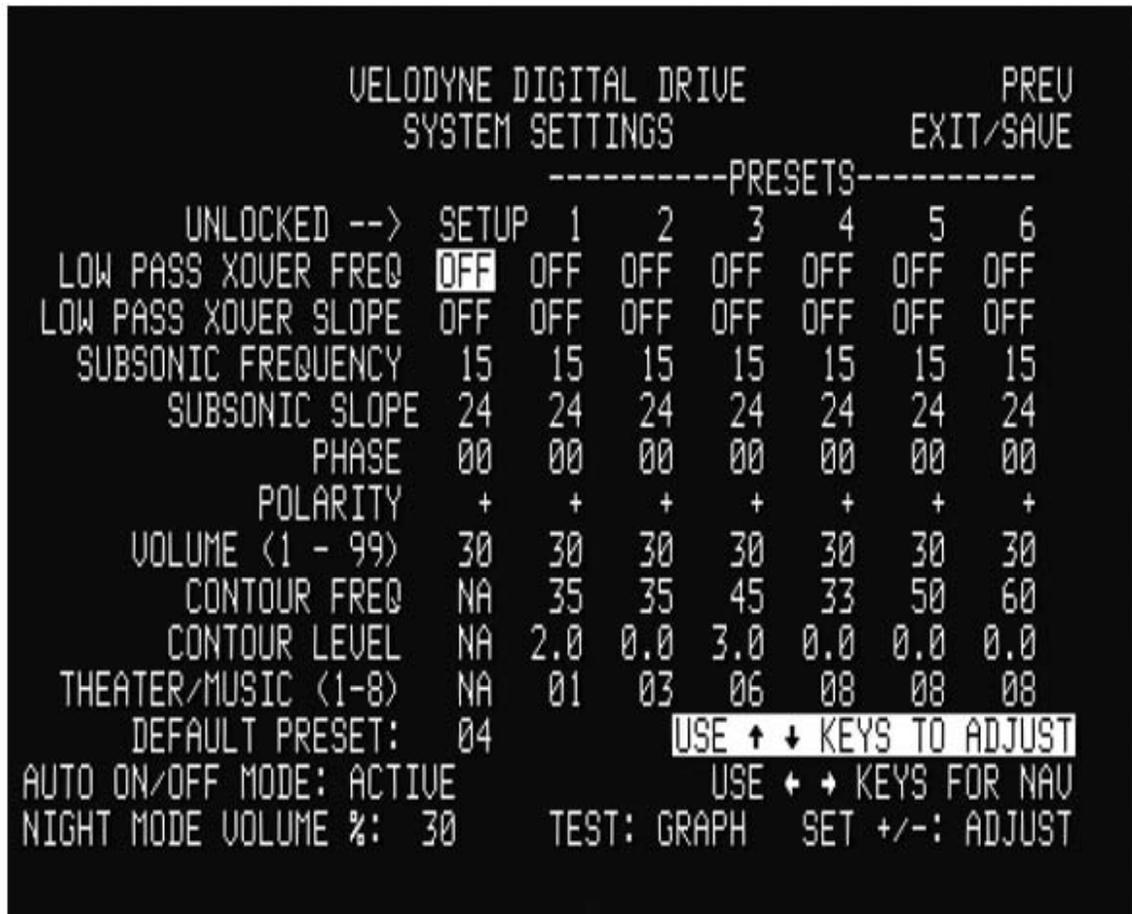 VELODYNE DIGITAL DRIVE PREV
SYSTEM SETTINGS EXIT/SAVE
----------PRESETS----------
UNLOCKED --> SETUP 1 2 3 4 5 6
LOW PASS XOVER FREQ OFF OFF OFF OFF OFF OFF OFF
LOW PASS XOVER SLOPE OFF OFF OFF OFF OFF OFF OFF
SUBSONIC FREQUENCY 15 15 15 15 15 15 15
SUBSONIC SLOPE 24 24 24 24 24 24 24
PHASE 00 00 00 00 00 00 00
POLARITY + + + + + + +
VOLUME (1 - 99) 30 30 30 30 30 30 30
CONTOUR FREQ NA 35 35 45 33 50 60
CONTOUR LEVEL NA 2.0 0.0 3.0 0.0 0.0 0.0
THEATER/MUSIC (1-8) NA 01 03 06 08 08 08
DEFAULT PRESET: 04 USE ↑ ↓ KEYS TO ADJUST
AUTO ON/OFF MODE: ACTIVE USE ← → KEYS FOR NAV
NIGHT MODE VOLUME %: 30 TEST: GRAPH SET +/-: ADJUST